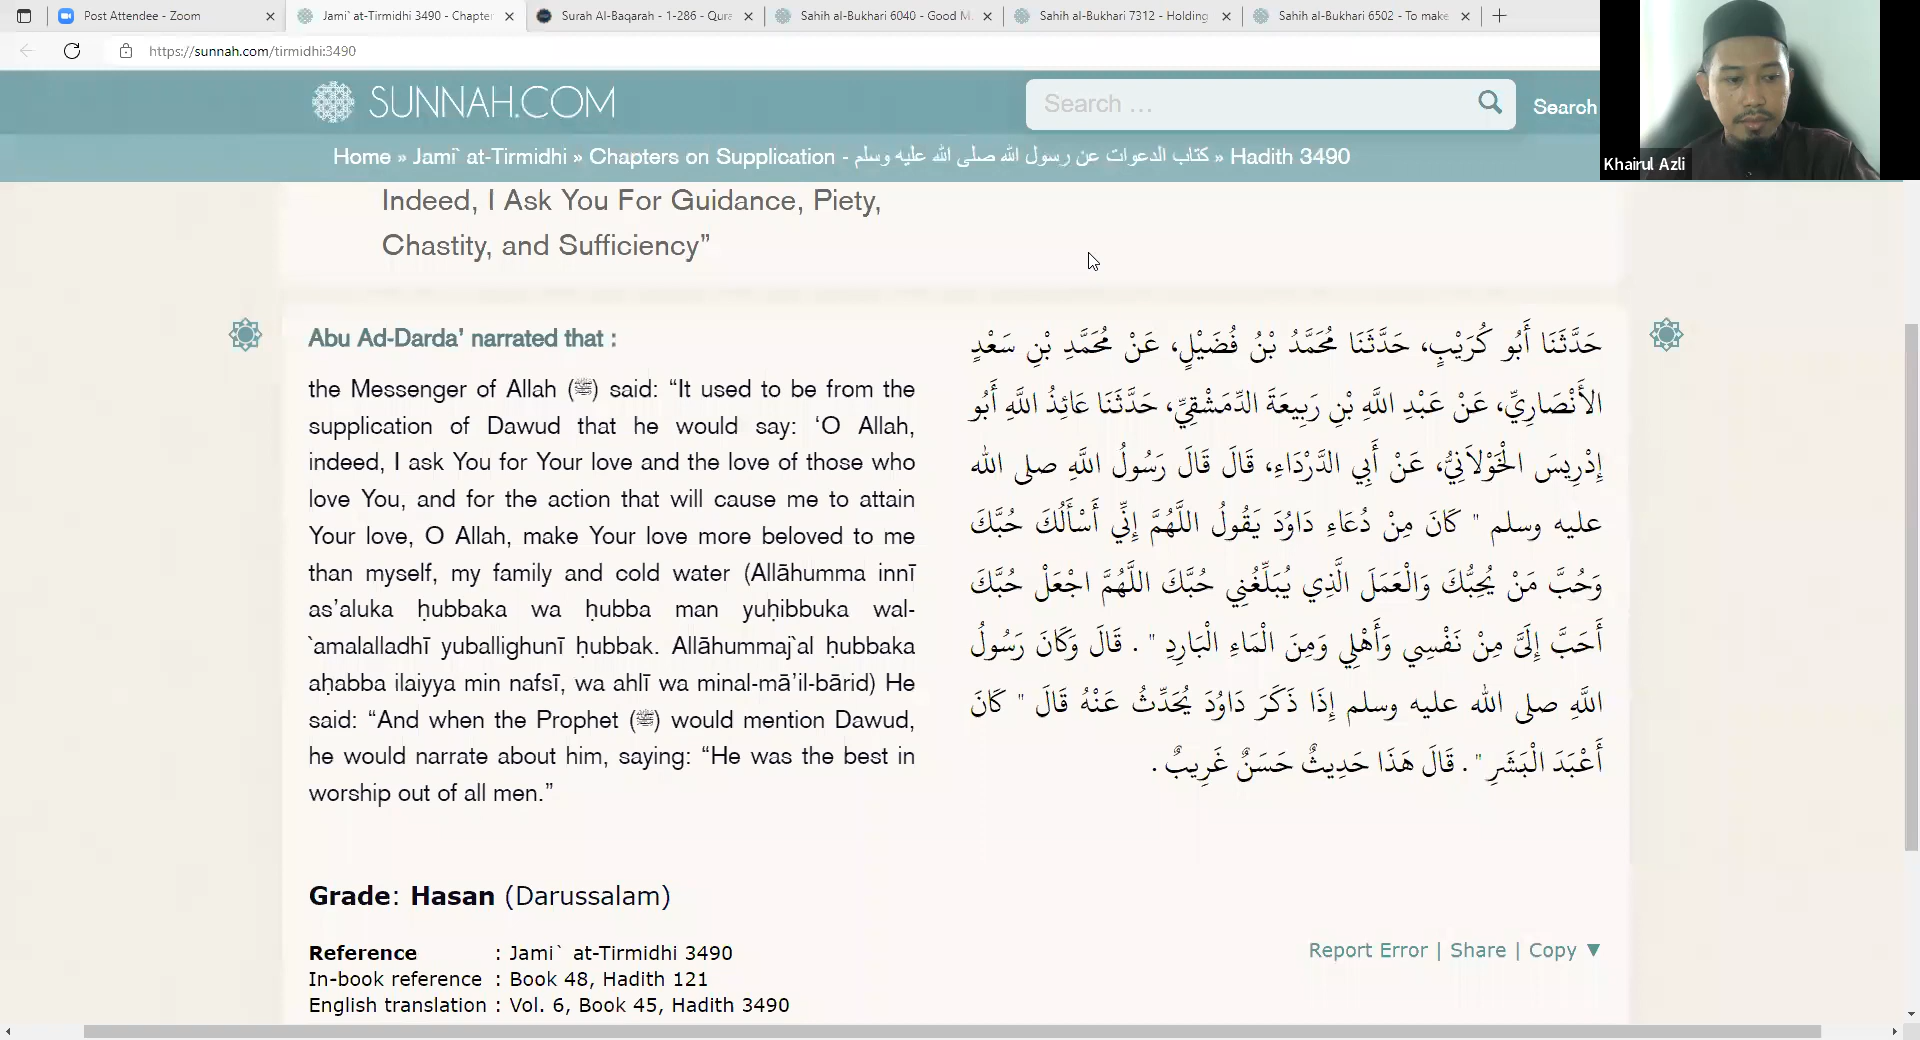 Post Attendee - Zoom
Jami` at-Tirmidhi 3490 - Chapter
Surah Al-Baqarah - 1-286 - Qura
Sahih al-Bukhari 6040 - Good M
Sahih al-Bukhari 7312 - Holding
Sahih al-Bukhari 6502 - To make
https://sunnah.com/tirmidhi:3490
SUNNAH.COM
Search …
Search
Khairul Azli
Home » Jami` at-Tirmidhi » Chapters on Supplication - كتاب الدعوات عن رسول الله صلى الله عليه وسلم » Hadith 3490
Indeed, I Ask You For Guidance, Piety,
Chastity, and Sufficiency”
Abu Ad-Darda’ narrated that :
the Messenger of Allah (ﷺ) said: “It used to be from the
supplication of Dawud that he would say: ‘O Allah,
indeed, I ask You for Your love and the love of those who
love You, and for the action that will cause me to attain
Your love, O Allah, make Your love more beloved to me
than myself, my family and cold water (Allāhumma innī
as’aluka ḥubbaka wa ḥubba man yuḥibbuka wal-
`amalalladhī yuballighunī ḥubbak. Allāhummaj`al ḥubbaka
aḥabba ilaiyya min nafsī, wa ahlī wa minal-mā’il-bārid) He
said: “And when the Prophet (ﷺ) would mention Dawud,
he would narrate about him, saying: “He was the best in
worship out of all men.”
حَدَّثَنَا أَبُو كُرَيْبٍ، حَدَّثَنَا مُحَمَّدُ بْنُ فُضَيْلٍ، عَنْ مُحَمَّدِ بْنِ سَعْدٍ
الأَنْصَارِيِّ، عَنْ عَبْدِ اللَّهِ بْنِ رَبِيعَةَ الدِّمَشْقِيِّ، حَدَّثَنَا عَائِذُ اللَّهِ أَبُو
إِدْرِيسَ الْخَوْلاَنِيُّ، عَنْ أَبِي الدَّرْدَاءِ، قَالَ قَالَ رَسُولُ اللَّهِ صلى الله
عليه وسلم " كَانَ مِنْ دُعَاءِ دَاوُدَ يَقُولُ اللَّهُمَّ إِنِّي أَسْأَلُكَ حُبَّكَ
وَحُبَّ مَنْ يُحِبُّكَ وَالْعَمَلَ الَّذِي يُبَلِّغُنِي حُبَّكَ اللَّهُمَّ اجْعَلْ حُبَّكَ
أَحَبَّ إِلَىَّ مِنْ نَفْسِي وَأَهْلِي وَمِنَ الْمَاءِ الْبَارِدِ " . قَالَ وَكَانَ رَسُولُ
اللَّهِ صلى الله عليه وسلم إِذَا ذَكَرَ دَاوُدَ يُحَدِّثُ عَنْهُ قَالَ " كَانَ
أَعْبَدَ الْبَشَرِ " . قَالَ هَذَا حَدِيثٌ حَسَنٌ غَرِيبٌ .
Grade: Hasan (Darussalam)
Reference : Jami` at-Tirmidhi 3490
In-book reference : Book 48, Hadith 121
English translation : Vol. 6, Book 45, Hadith 3490
Report Error | Share | Copy ▼